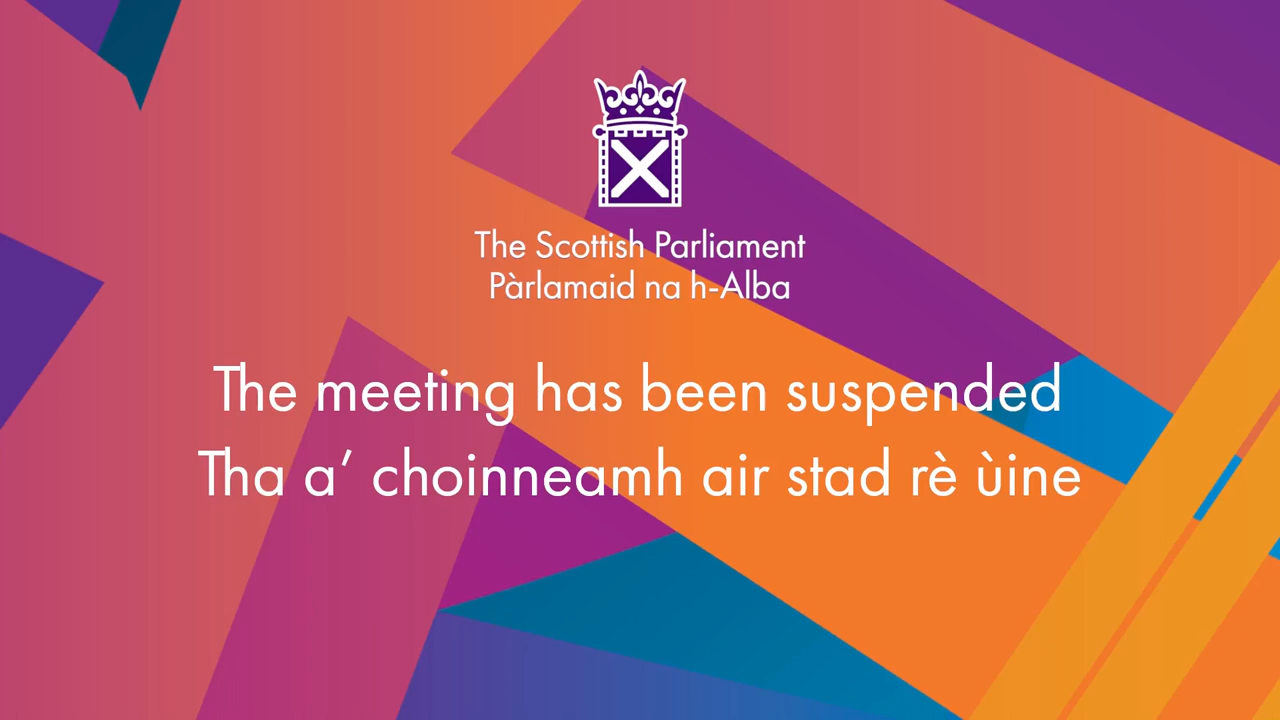 The Scottish Parliament
Pàrlamaid na h-Alba
The meeting has been suspended
Tha a’ choinneamh air stad rè ùine